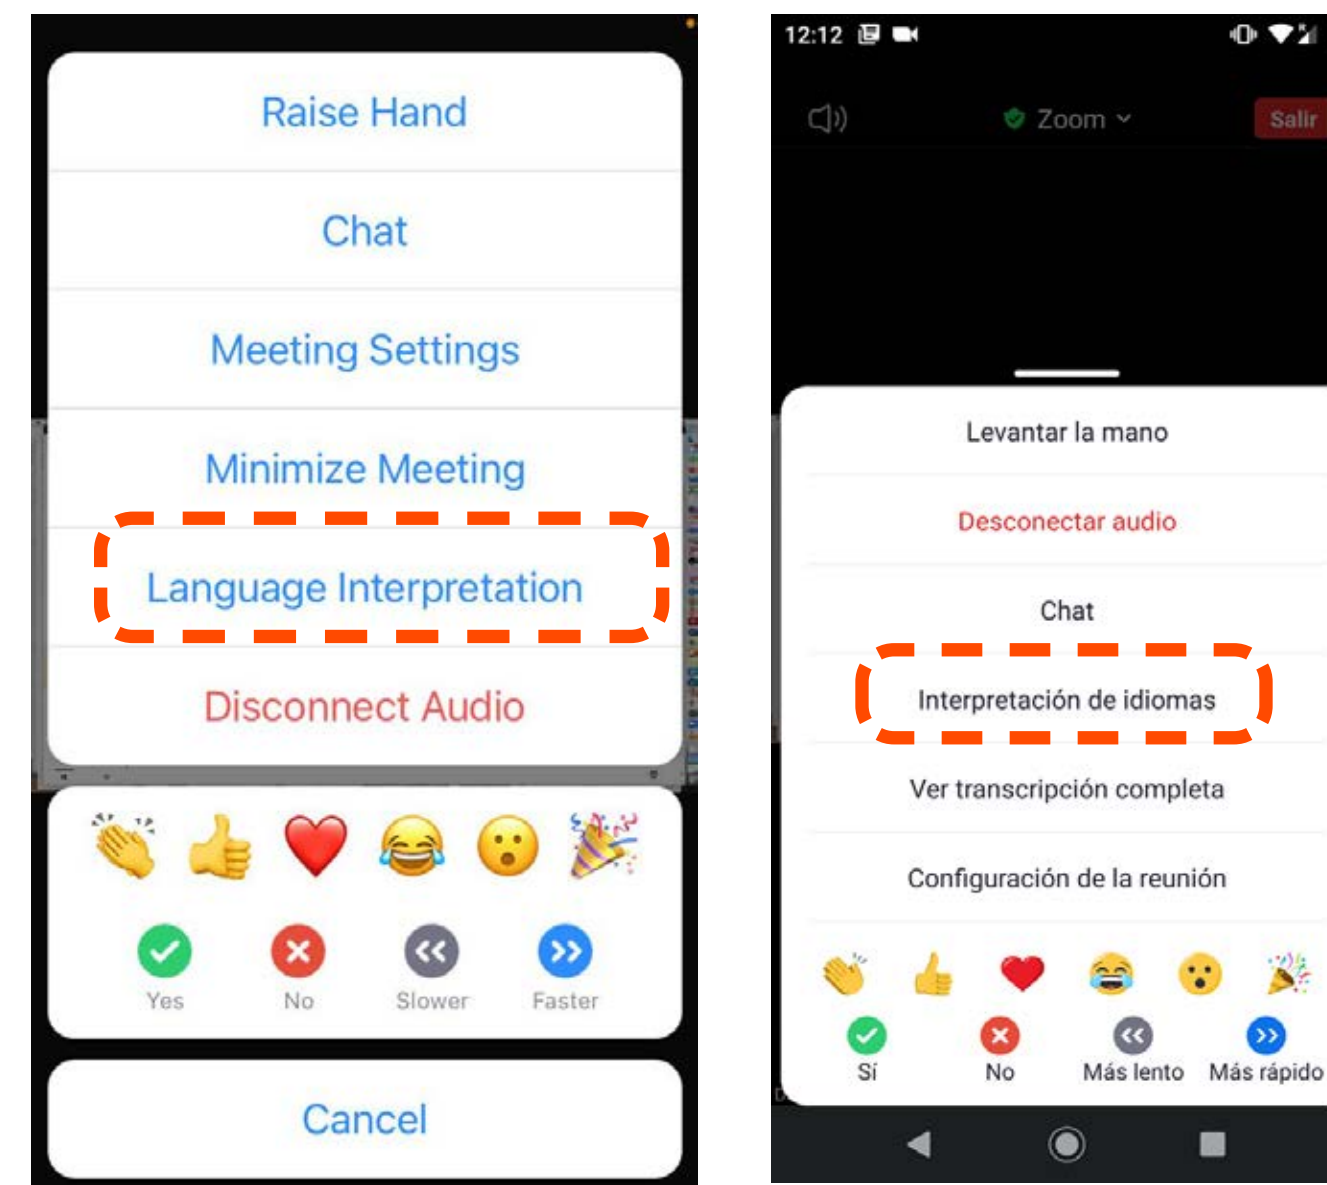 Raise Hand
Chat
Meeting Settings
Minimize Meeting
Language Interpretation
Disconnect Audio
Yes
No
Slower
Faster
Cancel
12:12
Zoom
Salir
Levantar la mano
Desconectar audio
Chat
Interpretación de idiomas
Ver transcripción completa
Configuración de la reunión
Sí
No
Más lento
Más rápido